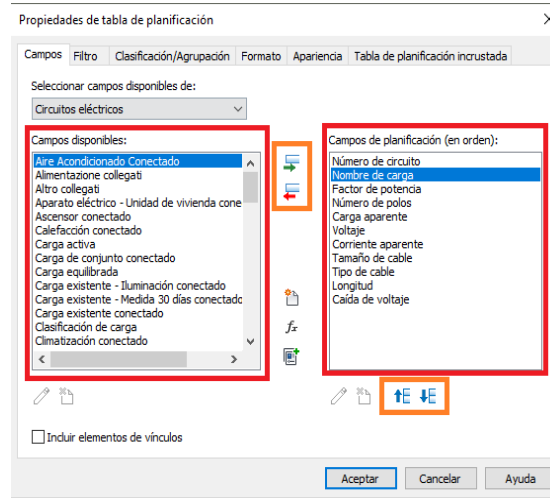 Propiedades de tabla de planificación
Campos Filtro Clasificación/Agrupación Formato Apariencia Tabla de planificación incrustada
Seleccionar campos disponibles de:
Circuitos eléctricos
Campos disponibles:
Aire Acondicionado Conectado
Alimentazione collegati
Altro collegati
Aparato eléctrico - Unidad de vivienda cone
Ascensor conectado
Calefacción conectado
Carga activa
Carga de conjunto conectado
Carga equilibrada
Carga existente - Iluminación conectado
Carga existente - Medida 30 días conectado
Carga existente conectado
Clasificación de carga
Climatización conectado
fx
Campos de planificación (en orden):
Número de circuito
Nombre de carga
Factor de potencia
Número de polos
Carga aparente
Voltaje
Corriente aparente
Tamaño de cable
Tipo de cable
Longitud
Caída de voltaje
Incluir elementos de vínculos
Aceptar Cancelar Ayuda